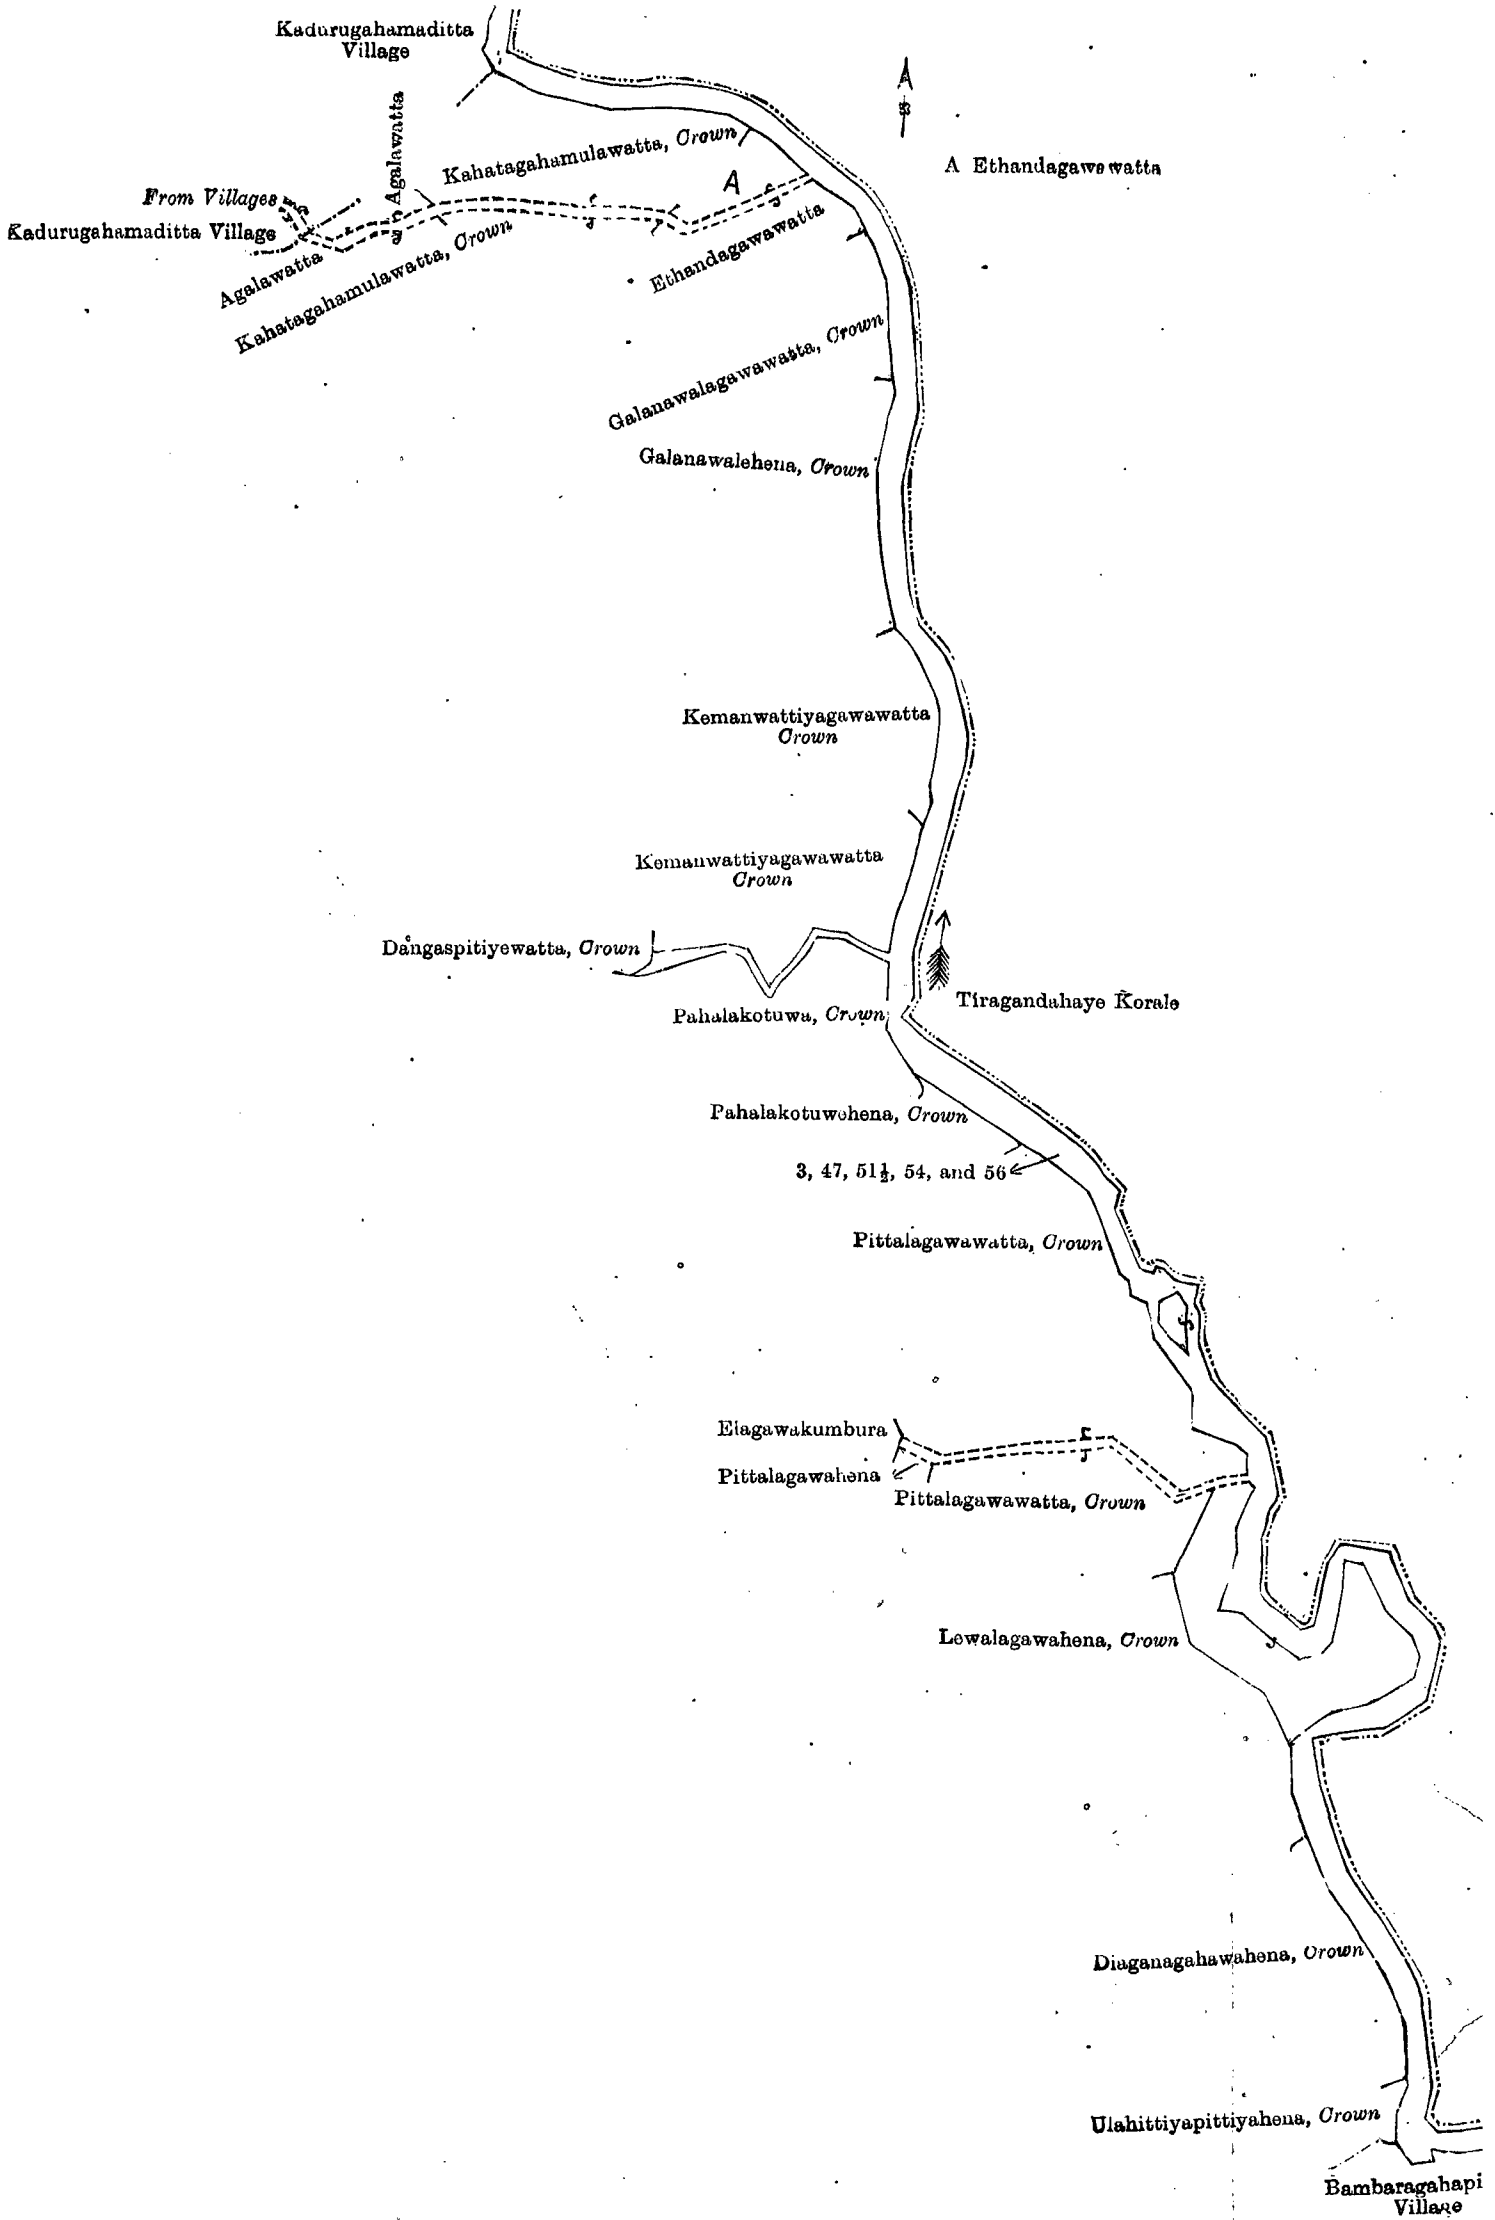 Kadurugahamaditta
Village
Agalawatta
Kahatagahamulawatta, Crown
A
A Ethandagawawatta
From Villages
Kadurugahamaditta Village
Agalawatta
Kahatagahamulawatta, Crown
Ethandagawawatta
Galanawalagawawatta, Crown
Galanawalehena, Crown
Kemanwattiyagawawatta
Crown
Kemanwattiyagawawatta
Crown
Dangaspitiyewatta, Crown
Tiragandahaye Korale
Pahalakotuwa, Crown
Pahalakotuwehena, Crown
3, 47, 51½, 54, and 56
Pittalagawawatta, Crown
Elagawakumbura
Pittalagawahena
Pittalagawawatta, Crown
Lewalagawahena, Crown
Diaganagahawahena, Crown
Ulahittiyapittiyahena, Crown
Bambaragahapi
Village